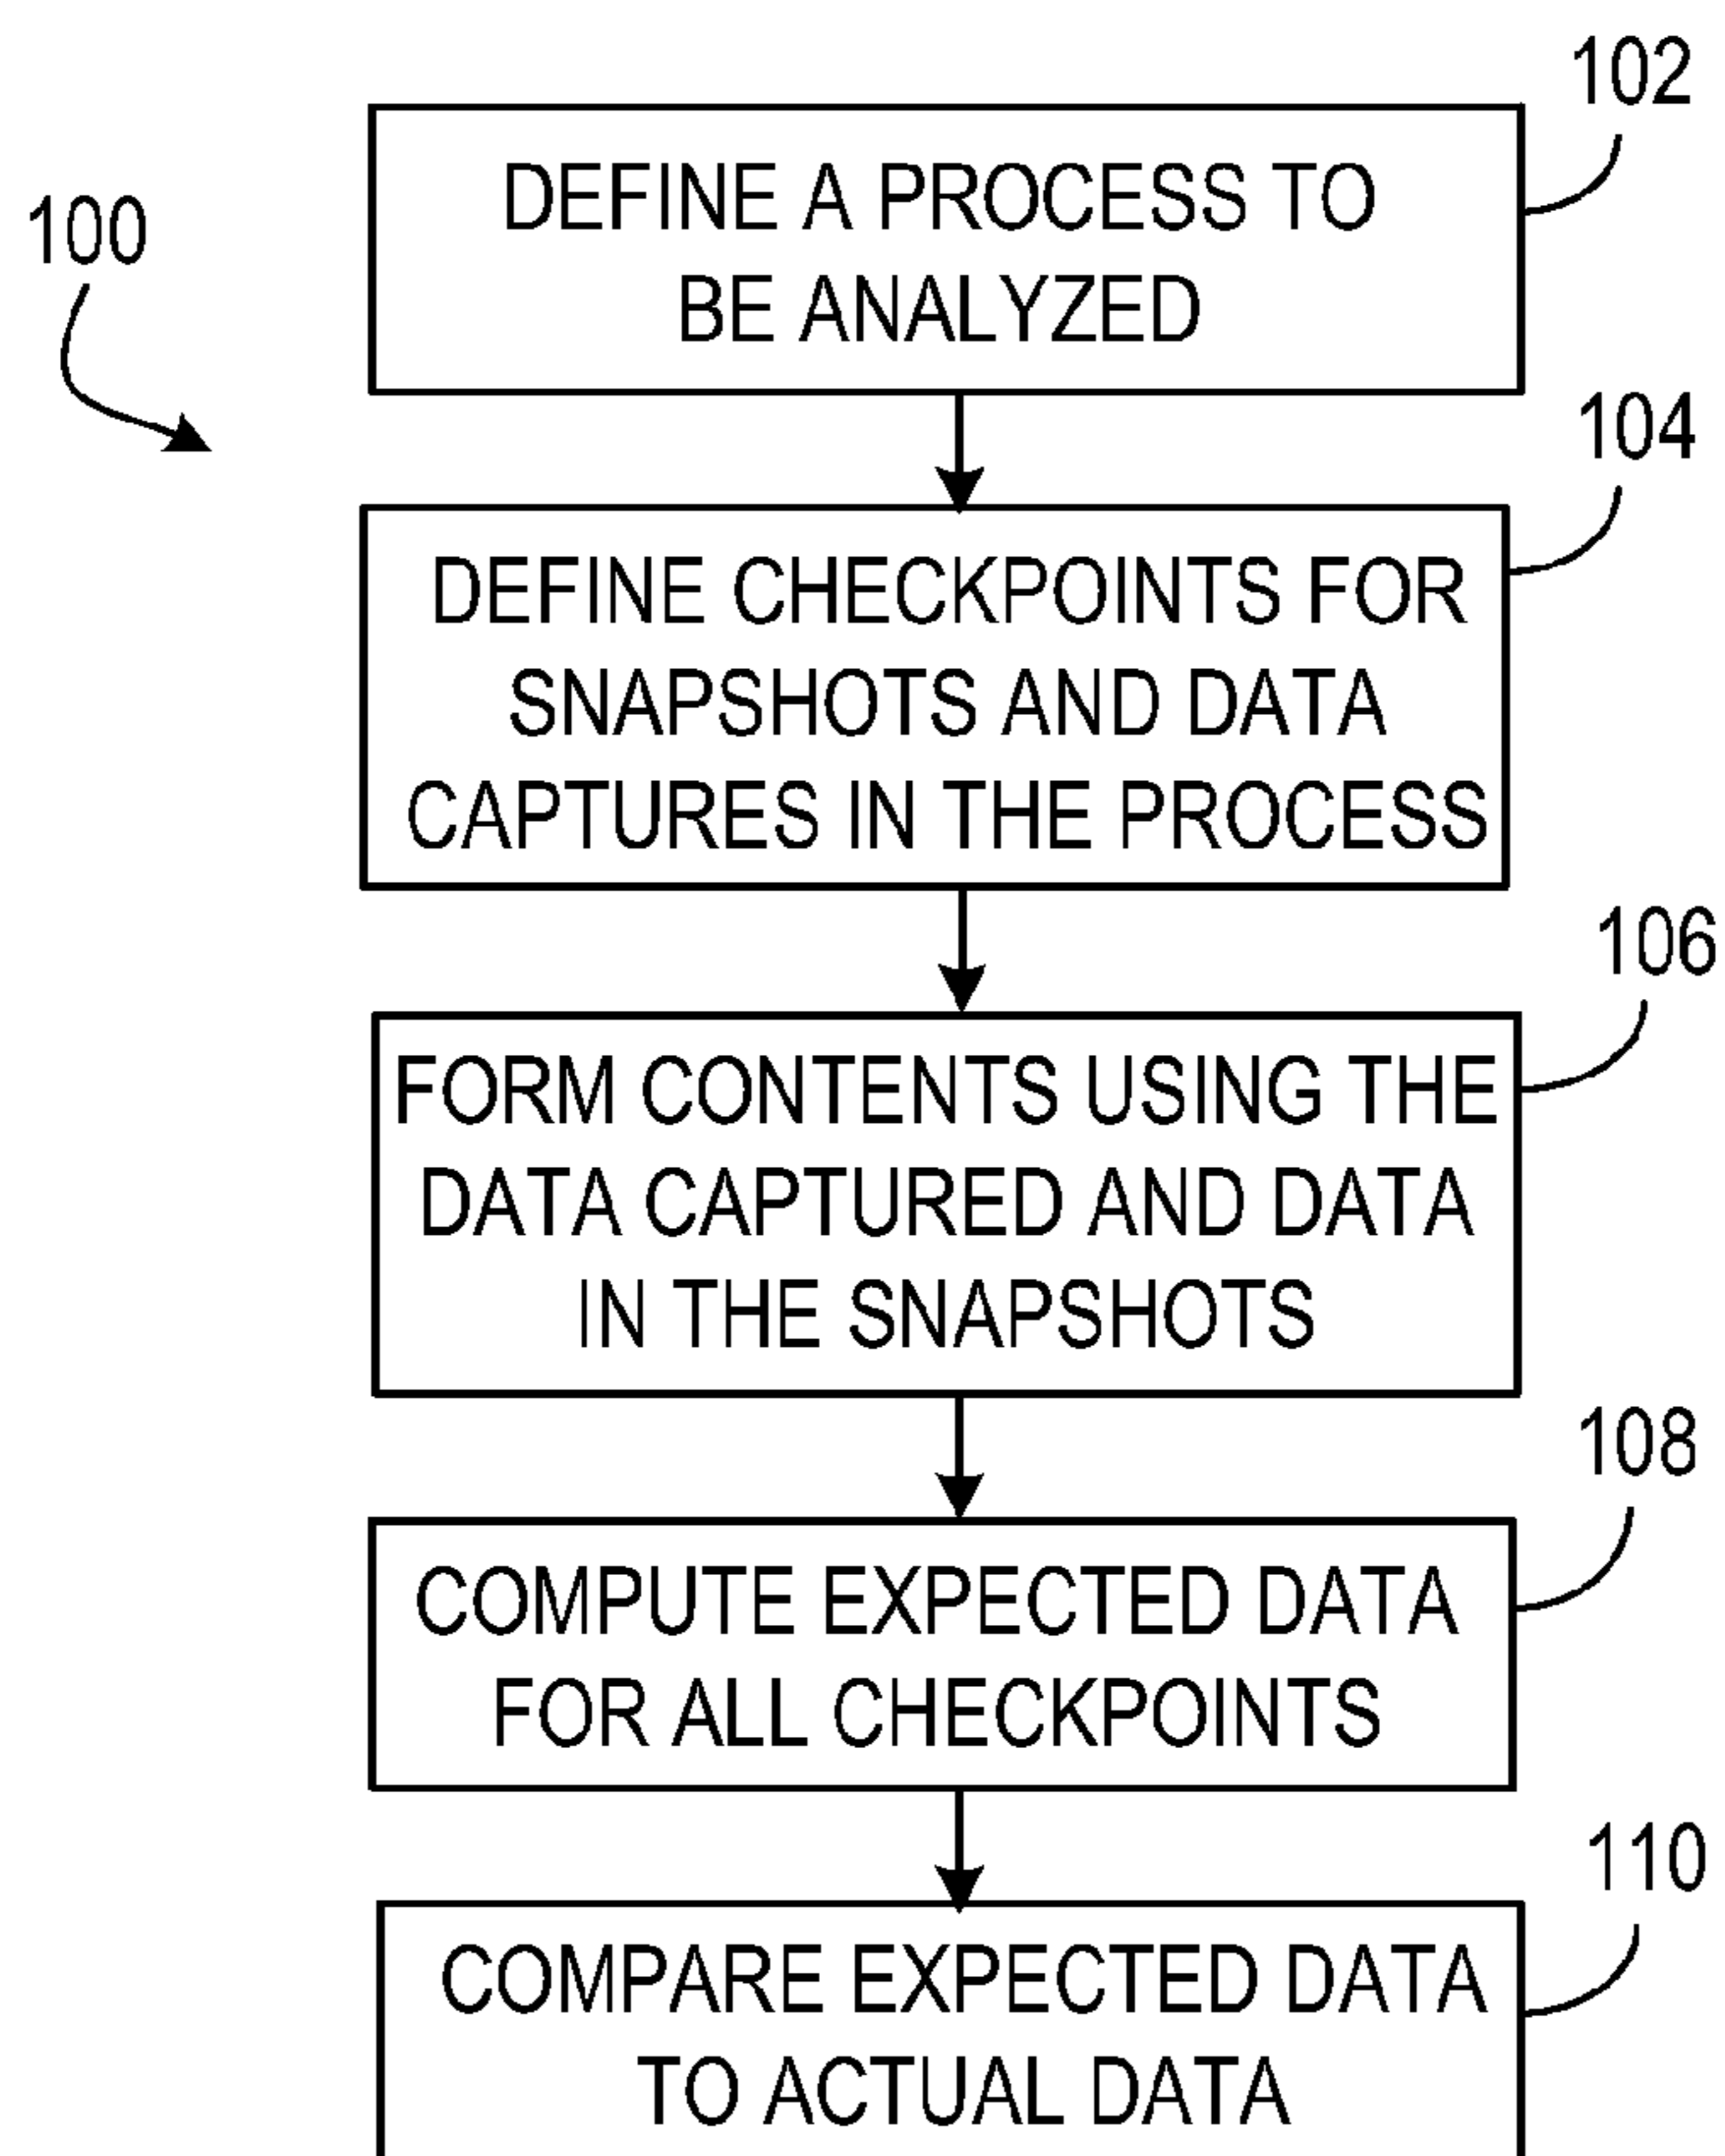 102
DEFINE A PROCESS TO
BE ANALYZED
100
104
DEFINE CHECKPOINTS FOR
SNAPSHOTS AND DATA
CAPTURES IN THE PROCESS
106
FORM CONTENTS USING THE
DATA CAPTURED AND DATA
IN THE SNAPSHOTS
108
COMPUTE EXPECTED DATA
FOR ALL CHECKPOINTS
110
COMPARE EXPECTED DATA
TO ACTUAL DATA